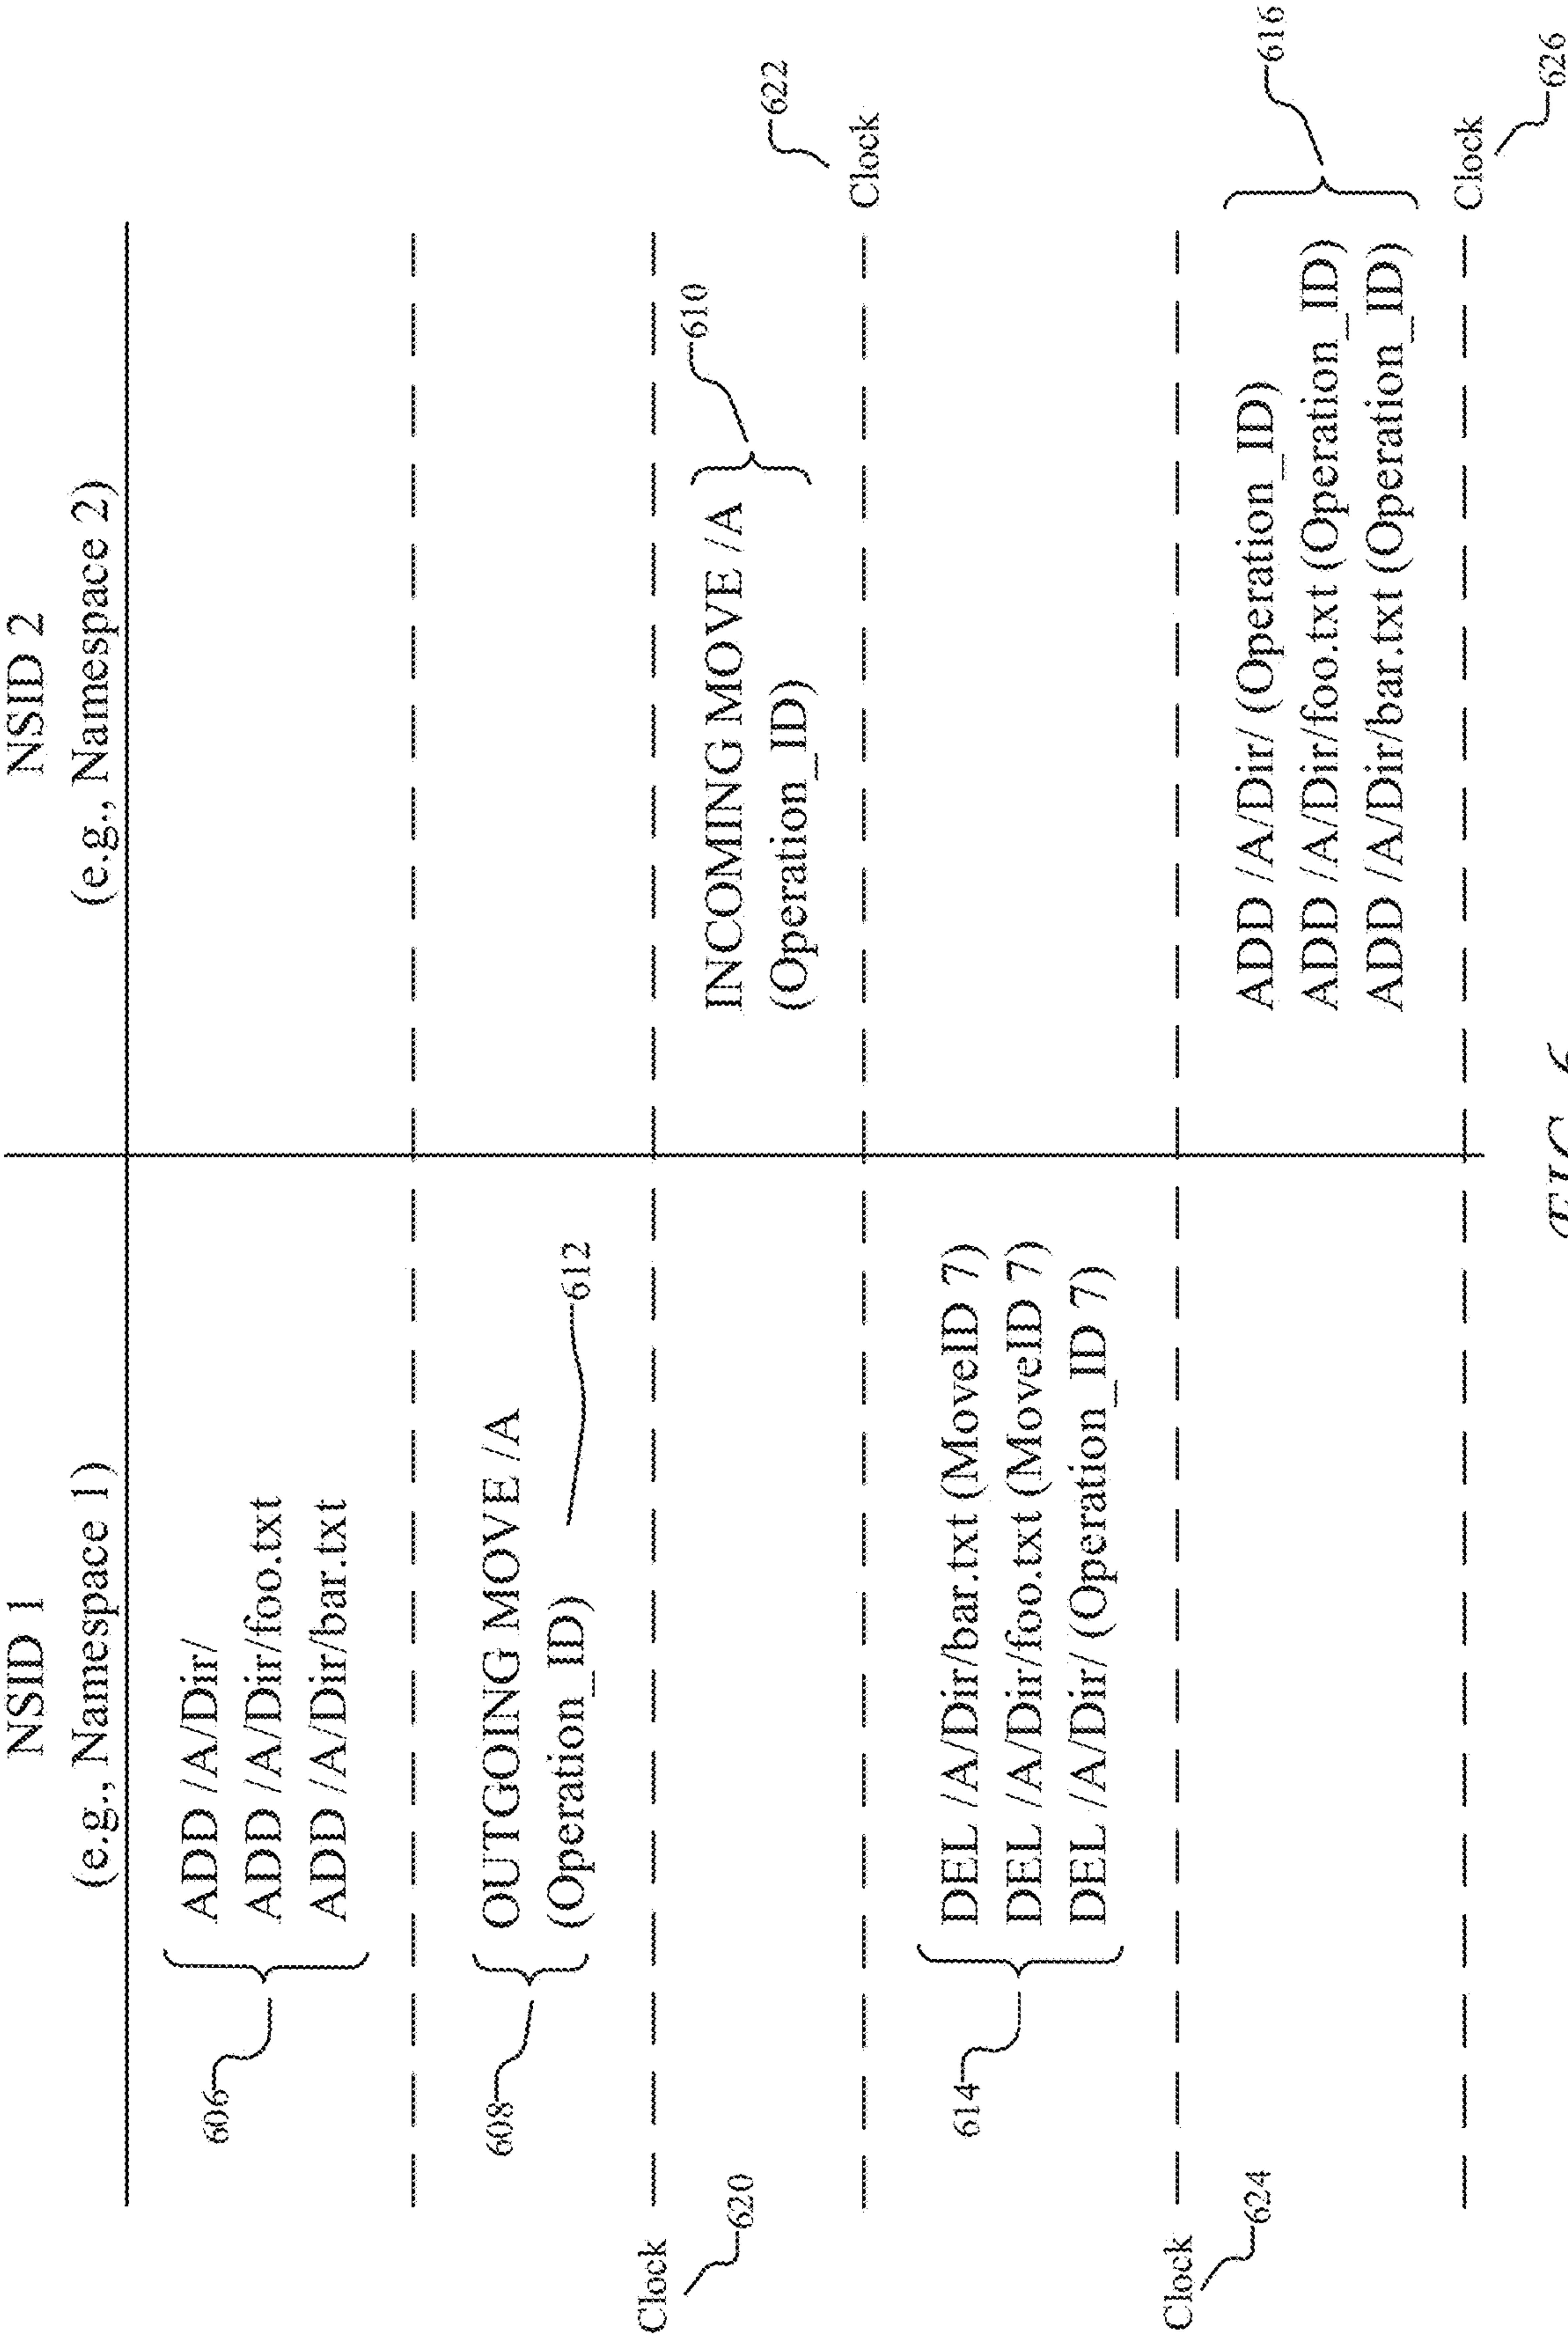 NSID 1
(e.g., Namespace 1)
NSID 2
(e.g., Namespace 2)
606
ADD /A/Dir/
ADD /A/Dir/foo.txt
ADD /A/Dir/bar.txt
608
OUTGOING MOVE /A
(Operation_ID)
612
Clock
620
INCOMING MOVE /A
(Operation_ID)
610
622
Clock
614
DEL /A/Dir/bar.txt (MoveID 7)
DEL /A/Dir/foo.txt (MoveID 7)
DEL /A/Dir/ (Operation_ID 7)
Clock
624
ADD /A/Dir/ (Operation_ID)
ADD /A/Dir/foo.txt (Operation_ID)
ADD /A/Dir/bar.txt (Operation_ID)
616
Clock
626